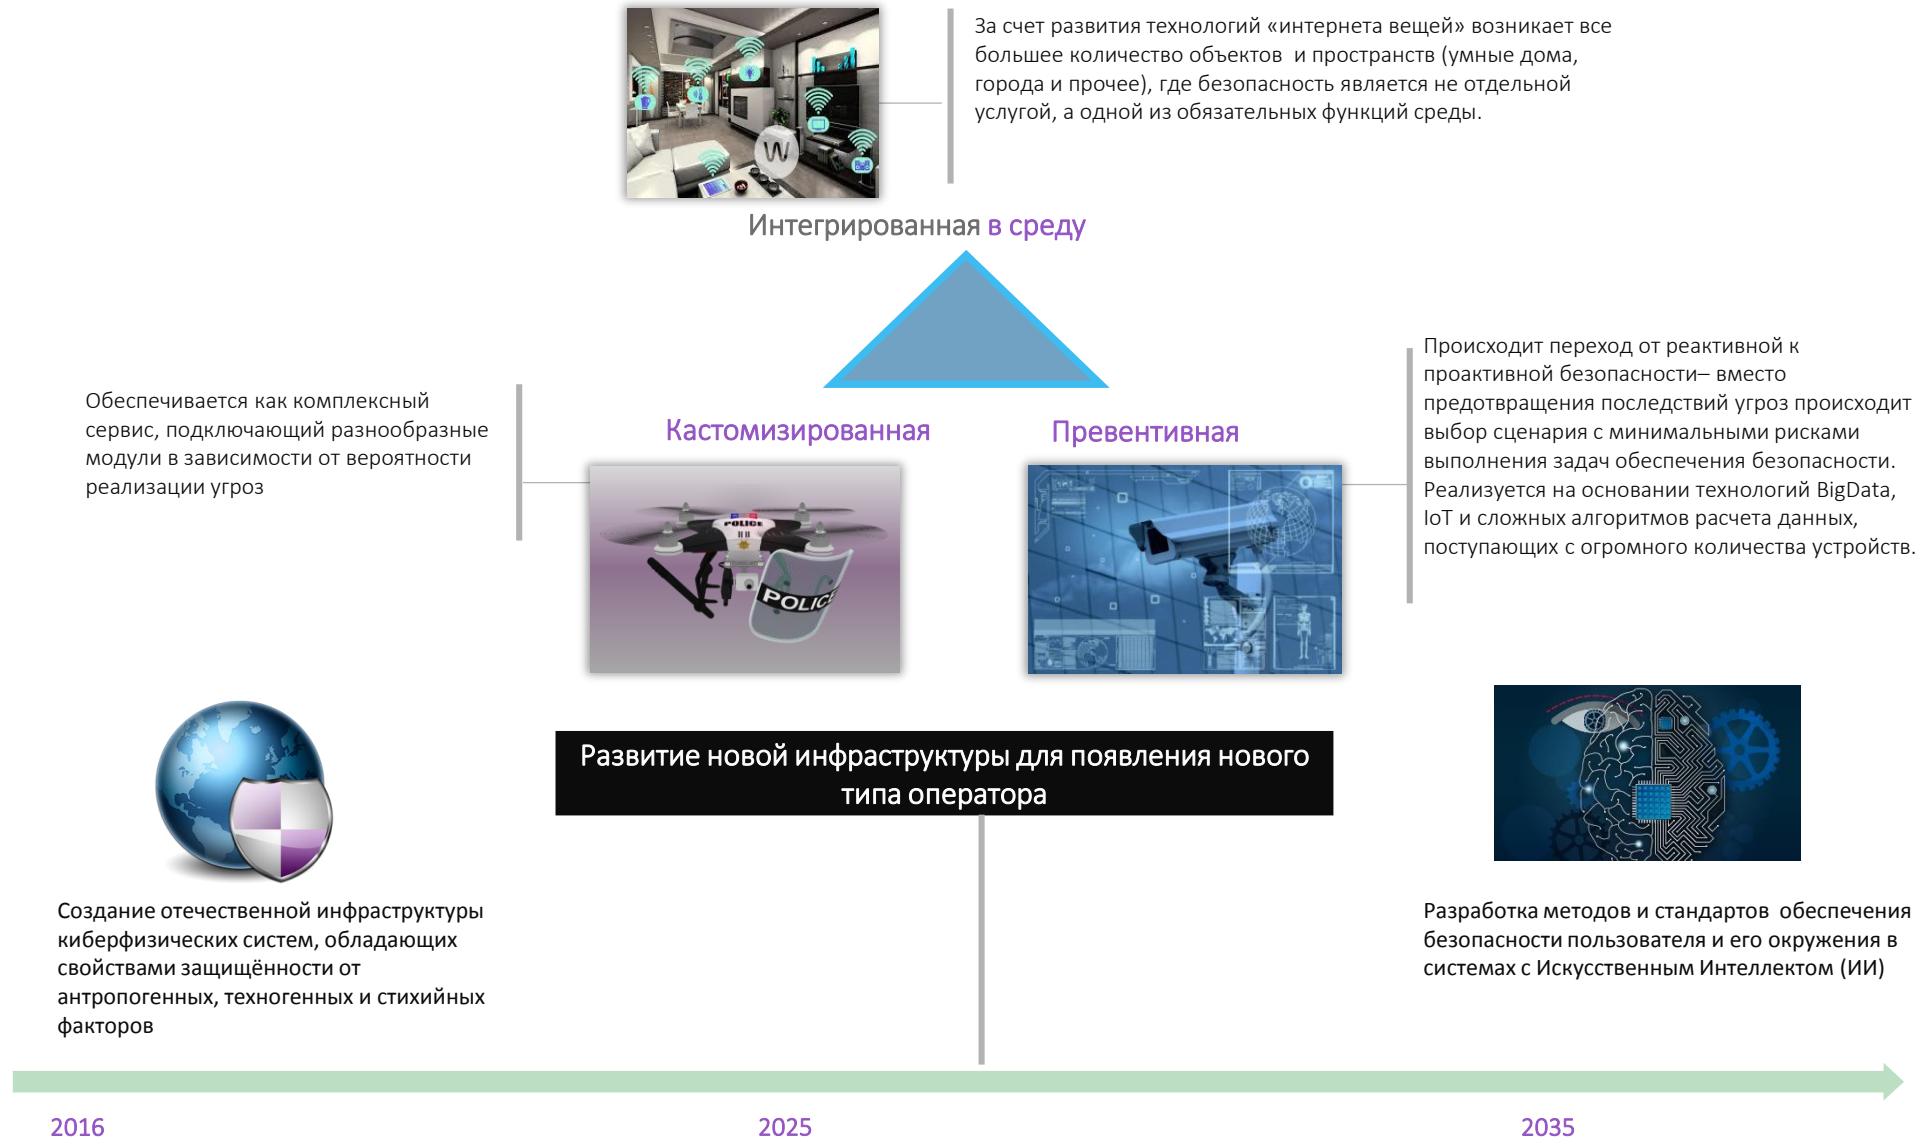 За счет развития технологий «интернета вещей» возникает все
большее количество объектов и пространств (умные дома,
города и прочее), где безопасность является не отдельной
услугой, а одной из обязательных функций среды.
W
Интегрированная в среду
Обеспечивается как комплексный
сервис, подключающий разнообразные
модули в зависимости от вероятности
реализации угроз
Кастомизированная
Превентивная
Происходит переход от реактивной к
проактивной безопасности– вместо
предотвращения последствий угроз происходит
выбор сценария с минимальными рисками
выполнения задач обеспечения безопасности.
Реализуется на основании технологий BigData,
IoT и сложных алгоритмов расчета данных,
поступающих с огромного количества устройств.
POLICE
POLICE
Развитие новой инфраструктуры для появления нового
типа оператора
Создание отечественной инфраструктуры
киберфизических систем, обладающих
свойствами защищённости от
антропогенных, техногенных и стихийных
факторов
Разработка методов и стандартов обеспечения
безопасности пользователя и его окружения в
системах с Искусственным Интеллектом (ИИ)
2016
2025
2035